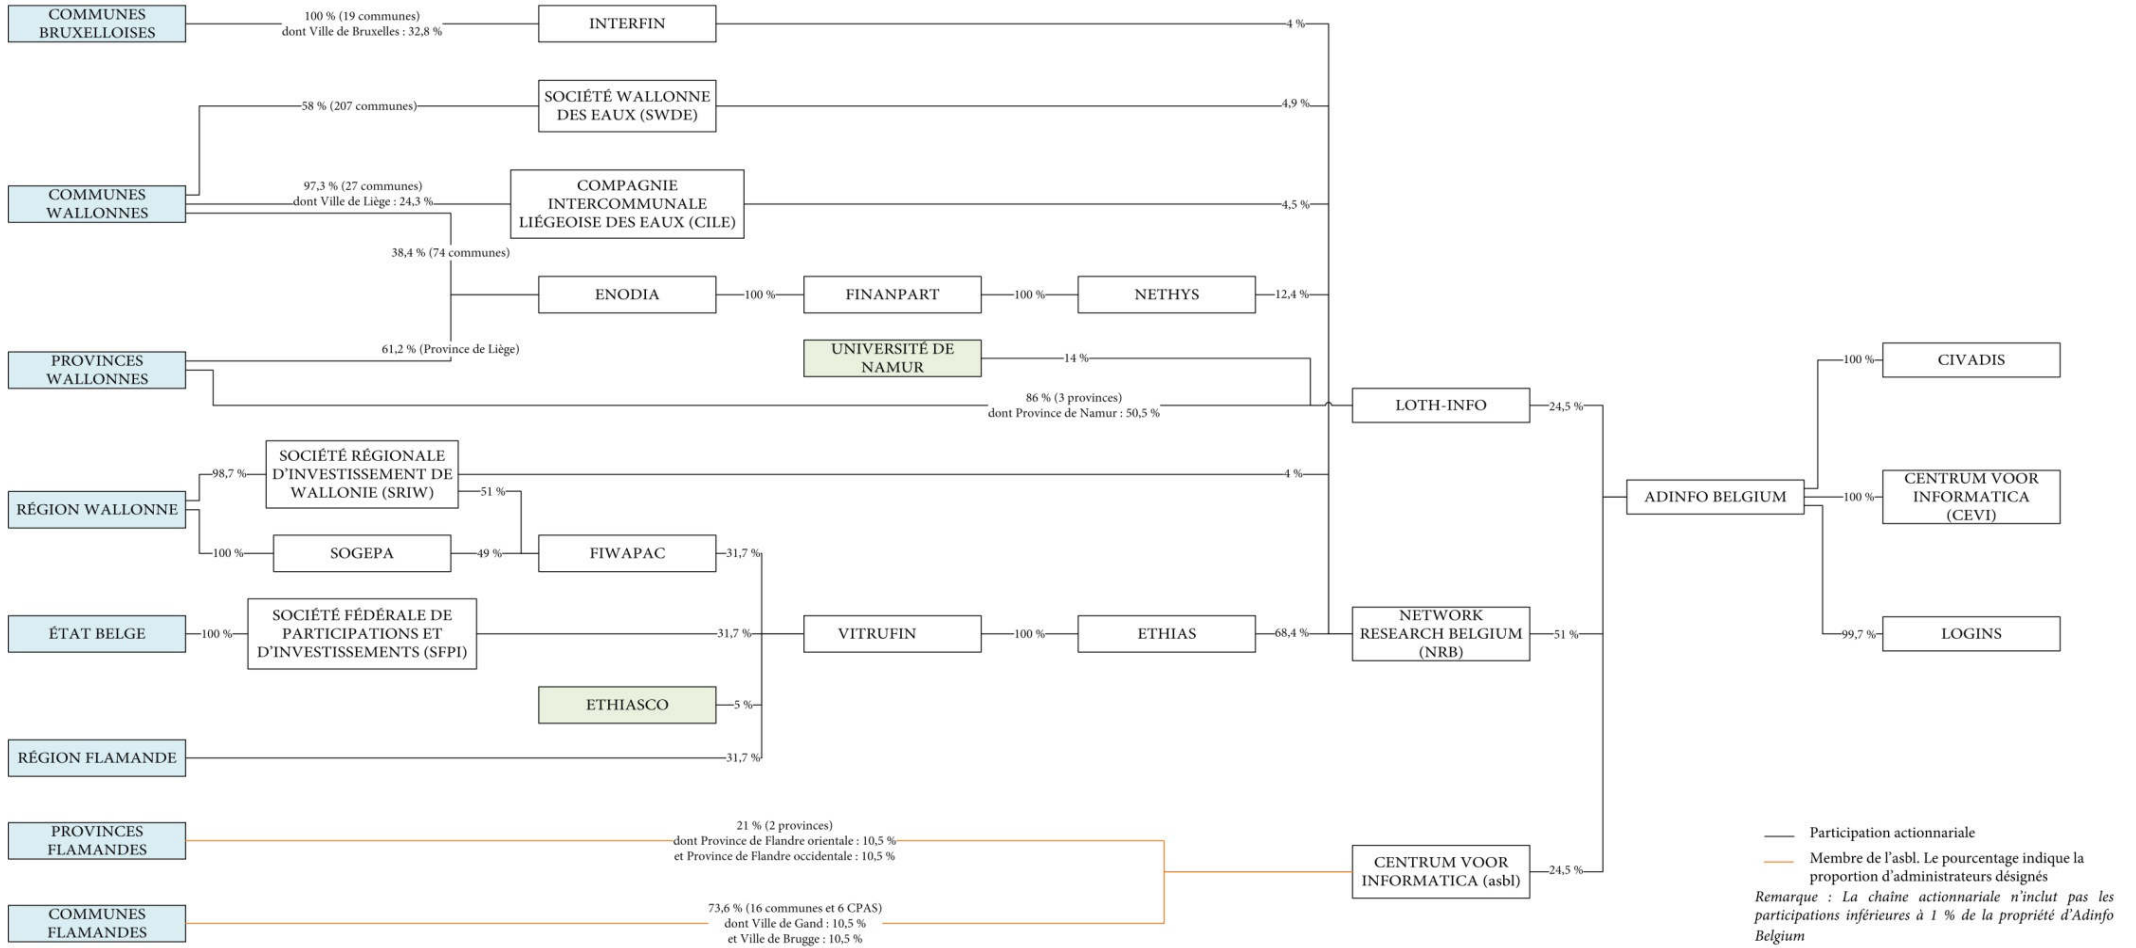 COMMUNES
BRUXELLOISES
100 % (19 communes)
dont Ville de Bruxelles : 32,8 %
INTERFIN
4 %
58 % (207 communes)
SOCIÉTÉ WALLONNE
DES EAUX (SWDE)
4,9 %
COMMUNES
WALLONNES
97,3 % (27 communes)
dont Ville de Liège : 24,3 %
COMPAGNIE
INTERCOMMUNALE
LIÉGEOISE DES EAUX (CILE)
4,5 %
38,4 % (74 communes)
ENODIA
100 %
FINANPART
100 %
NETHYS
12,4 %
61,2 % (Province de Liège)
PROVINCES
WALLONNES
UNIVERSITÉ DE
NAMUR
14 %
86 % (3 provinces)
dont Province de Namur : 50,5 %
LOTH-INFO
24,5 %
100 %
CIVADIS
RÉGION WALLONNE
98,7 %
SOCIÉTÉ RÉGIONALE
D'INVESTISSEMENT DE
WALLONIE (SRIW)
4 %
51 %
100 %
SOGEPA
49 %
FIWAPAC
31,7 %
ADINFO BELGIUM
100 %
CENTRUM VOOR
INFORMATICA
(CEVI)
ÉTAT BELGE
100 %
SOCIÉTÉ FÉDÉRALE DE
PARTICIPATIONS ET
D'INVESTISSEMENTS (SFPI)
31,7 %
VITRUFIN
100 %
ETHIAS
68,4 %
NETWORK
RESEARCH BELGIUM
(NRB)
51 %
99,7 %
LOGINS
ETHIASCO
5 %
RÉGION FLAMANDE
31,7 %
PROVINCES
FLAMANDES
21 % (2 provinces)
dont Province de Flandre orientale : 10,5 %
et Province de Flandre occidentale : 10,5 %
CENTRUM VOOR
INFORMATICA (asbl)
24,5 %
COMMUNES
FLAMANDES
73,6 % (16 communes et 6 CPAS)
dont Ville de Gand : 10,5 %
et Ville de Brugge : 10,5 %
Participation actionnariale
Membre de l'asbl. Le pourcentage indique la
proportion d'administrateurs désignés
Remarque : La chaîne actionnariale n'inclut pas les
participations inférieures à 1 % de la propriété d'Adinfo
Belgium